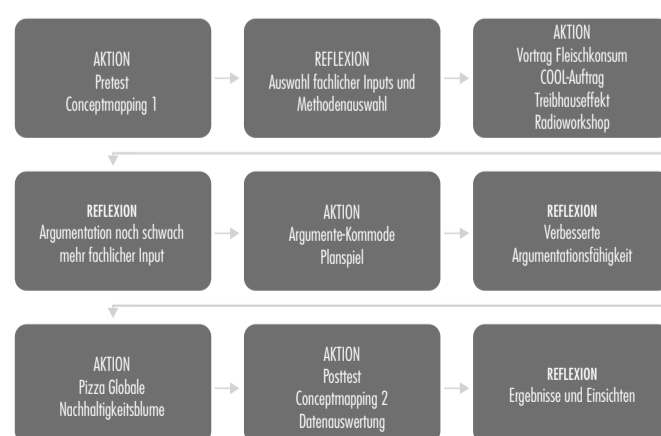 AKTION
Pretest
Conceptmapping 1
REFLEXION
Auswahl fachlicher Inputs und
Methodenauswahl
AKTION
Vortrag Fleischkonsum
COOL-Auftrag
Treibhauseffekt
Radioworkshop
REFLEXION
Argumentation noch schwach
mehr fachlicher Input
AKTION
Argumente-Kommode
Planspiel
REFLEXION
Verbesserte
Argumentationsfähigkeit
AKTION
Pizza Globale
Nachhaltigkeitsblume
AKTION
Posttest
Conceptmapping 2
Datenauswertung
REFLEXION
Ergebnisse und Einsichten